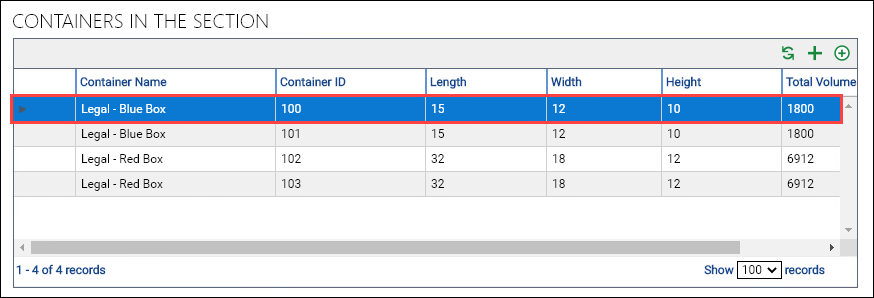 CONTAINERS IN THE SECTION
Container Name Container ID Length Width Height Total Volume
Legal - Blue Box 100 15 12 10 1800
Legal - Blue Box 101 15 12 10 1800
Legal - Red Box 102 32 18 12 6912
Legal - Red Box 103 32 18 12 6912
1 - 4 of 4 records Show 100 records